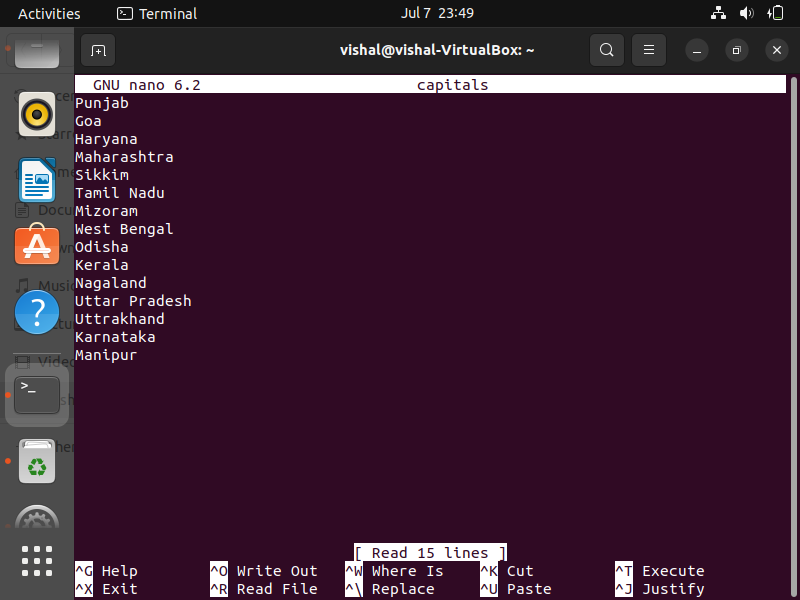 Activities Terminal Jul 7 23:49
vishal@vishal-VirtualBox: ~
GNU nano 6.2 capitals
Punjab
Goa
Haryana
Maharashtra
Sikkim
Tamil Nadu
Mizoram
West Bengal
Odisha
Kerala
Nagaland
Uttar Pradesh
Uttrakhand
Karnataka
Manipur
[ Read 15 lines ]
^G Help ^O Write Out ^W Where Is ^K Cut ^T Execute
^X Exit ^R Read File ^\ Replace ^U Paste ^J Justify